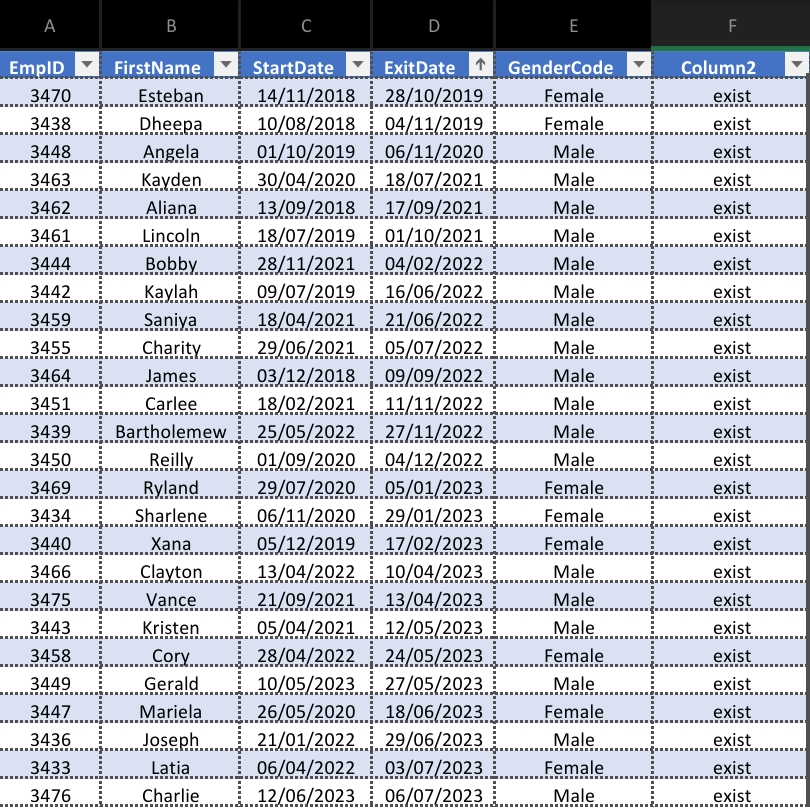 A B C D E F
EmpID FirstName StartDate ExitDate GenderCode Column2
3470 Esteban 14/11/2018 28/10/2019 Female exist
3438 Dheepa 10/08/2018 04/11/2019 Female exist
3448 Angela 01/10/2019 06/11/2020 Male exist
3463 Kayden 30/04/2020 18/07/2021 Male exist
3462 Aliana 13/09/2018 17/09/2021 Male exist
3461 Lincoln 18/07/2019 01/10/2021 Male exist
3444 Bobby 28/11/2021 04/02/2022 Male exist
3442 Kaylah 09/07/2019 16/06/2022 Male exist
3459 Saniya 18/04/2021 21/06/2022 Male exist
3455 Charity 29/06/2021 05/07/2022 Male exist
3464 James 03/12/2018 09/09/2022 Male exist
3451 Carlee 18/02/2021 11/11/2022 Male exist
3439 Bartholemew 25/05/2022 27/11/2022 Male exist
3450 Reilly 01/09/2020 04/12/2022 Male exist
3469 Ryland 29/07/2020 05/01/2023 Female exist
3434 Sharlene 06/11/2020 29/01/2023 Female exist
3440 Xana 05/12/2019 17/02/2023 Female exist
3466 Clayton 13/04/2022 10/04/2023 Male exist
3475 Vance 21/09/2021 13/04/2023 Male exist
3443 Kristen 05/04/2021 12/05/2023 Male exist
3458 Cory 28/04/2022 24/05/2023 Female exist
3449 Gerald 10/05/2023 27/05/2023 Male exist
3447 Mariela 26/05/2020 18/06/2023 Female exist
3436 Joseph 21/01/2022 29/06/2023 Male exist
3433 Latia 06/04/2022 03/07/2023 Female exist
3476 Charlie 12/06/2023 06/07/2023 Male exist